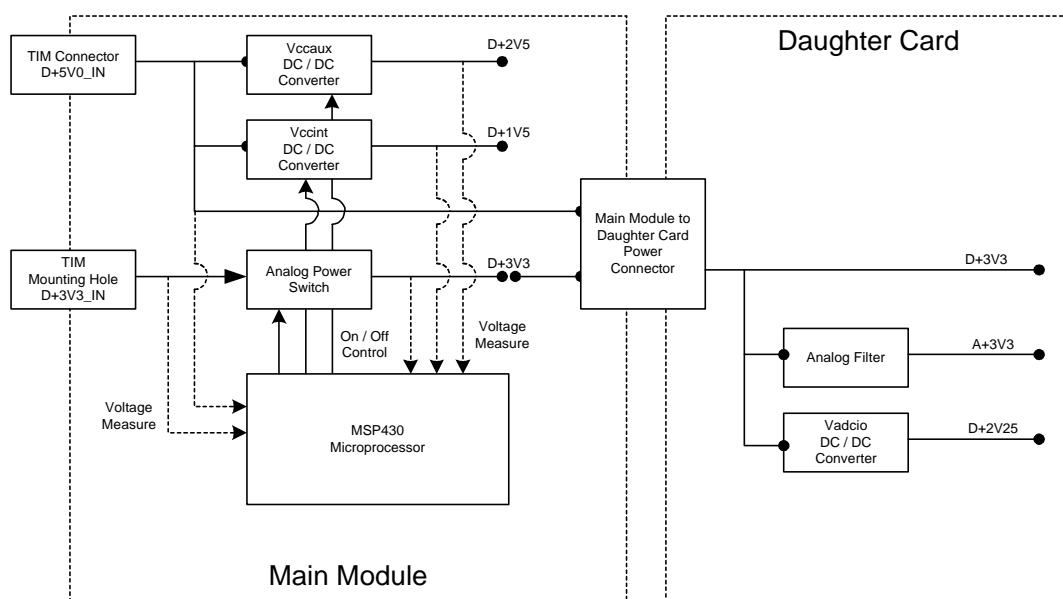 Daughter Card
TIM Connector
D+5V0_IN
Vccaux
DC / DC
Converter
D+2V5
Vccint
DC / DC
Converter
D+1V5
Main Module to
Daughter Card
Power
Connector
TIM
Mounting Hole
D+3V3_IN
Analog Power
Switch
D+3V3
D+3V3
On / Off
Control
Voltage
Measure
Analog Filter
A+3V3
Voltage
Measure
MSP430
Microprocessor
Vadcio
DC / DC
Converter
D+2V25
Main Module